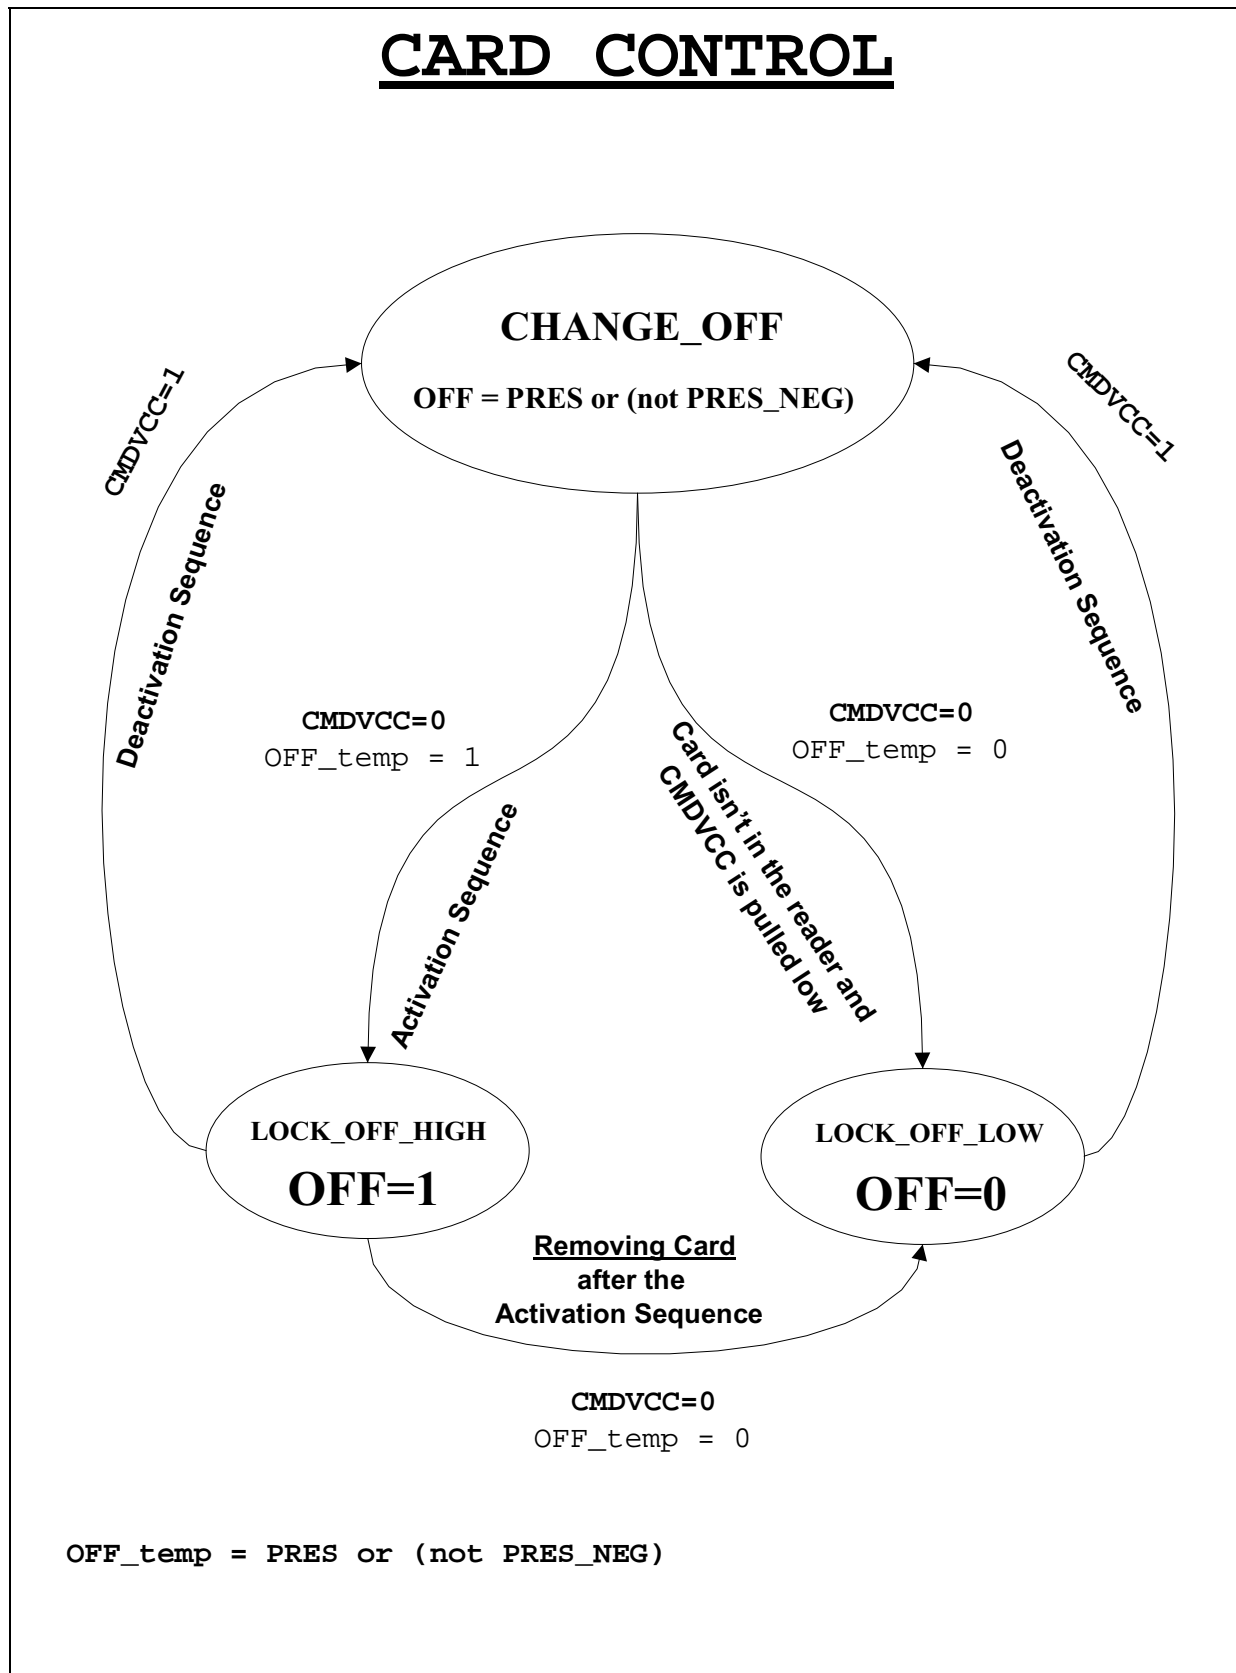 CARD CONTROL
CHANGE_OFF
OFF = PRES or (not PRES_NEG)
CMDVCC=1
Deactivation Sequence
CMDVCC=1
Deactivation Sequence
CMDVCC=0
OFF_temp = 1
Activation Sequence
CMDVCC=0
OFF_temp = 0
Card isn't in the reader and
CMDVCC is pulled low
LOCK_OFF_HIGH
OFF=1
LOCK_OFF_LOW
OFF=0
Removing Card
after the
Activation Sequence
CMDVCC=0
OFF_temp = 0
OFF_temp = PRES or (not PRES_NEG)